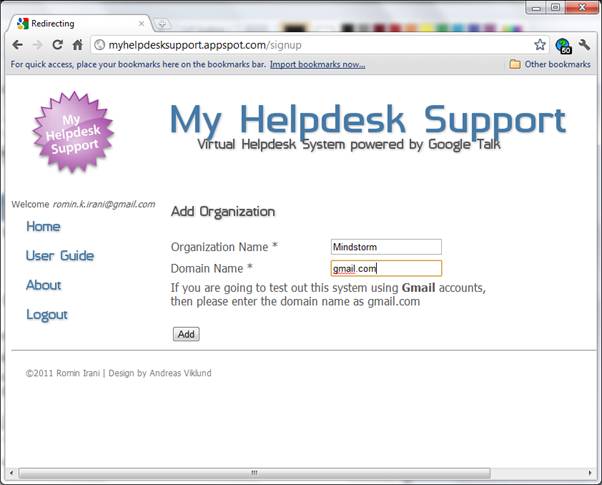 Redirecting
myhelpdesksupport.appspot.com/signup
50
For quick access, place your bookmarks here on the bookmarks bar. Import bookmarks now...
Other bookmarks
My
Helpdesk
Support
My Helpdesk Support
Virtual Helpdesk System powered by Google Talk
Welcome romin.k.irani@gmail.com
Home
User Guide
About
Logout
Add Organization
Organization Name *
Mindstorm
Domain Name *
gmail.com
If you are going to test out this system using Gmail accounts,
then please enter the domain name as gmail.com
Add
©2011 Romin Irani | Design by Andreas Viklund